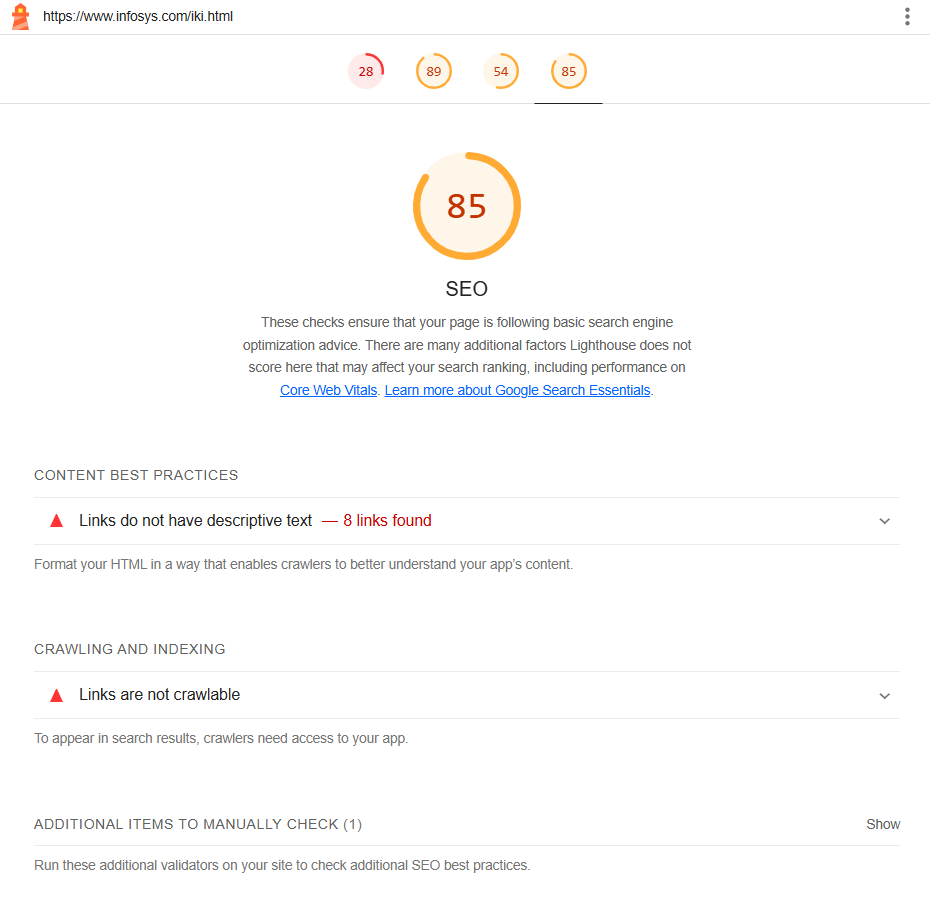 https://www.infosys.com/iki.html
28 89 54 85
85
SEO
These checks ensure that your page is following basic search engine
optimization advice. There are many additional factors Lighthouse does not
score here that may affect your search ranking, including performance on
Core Web Vitals. Learn more about Google Search Essentials.
CONTENT BEST PRACTICES
Links do not have descriptive text — 8 links found
Format your HTML in a way that enables crawlers to better understand your app's content.
CRAWLING AND INDEXING
Links are not crawlable
To appear in search results, crawlers need access to your app.
ADDITIONAL ITEMS TO MANUALLY CHECK (1) Show
Run these additional validators on your site to check additional SEO best practices.